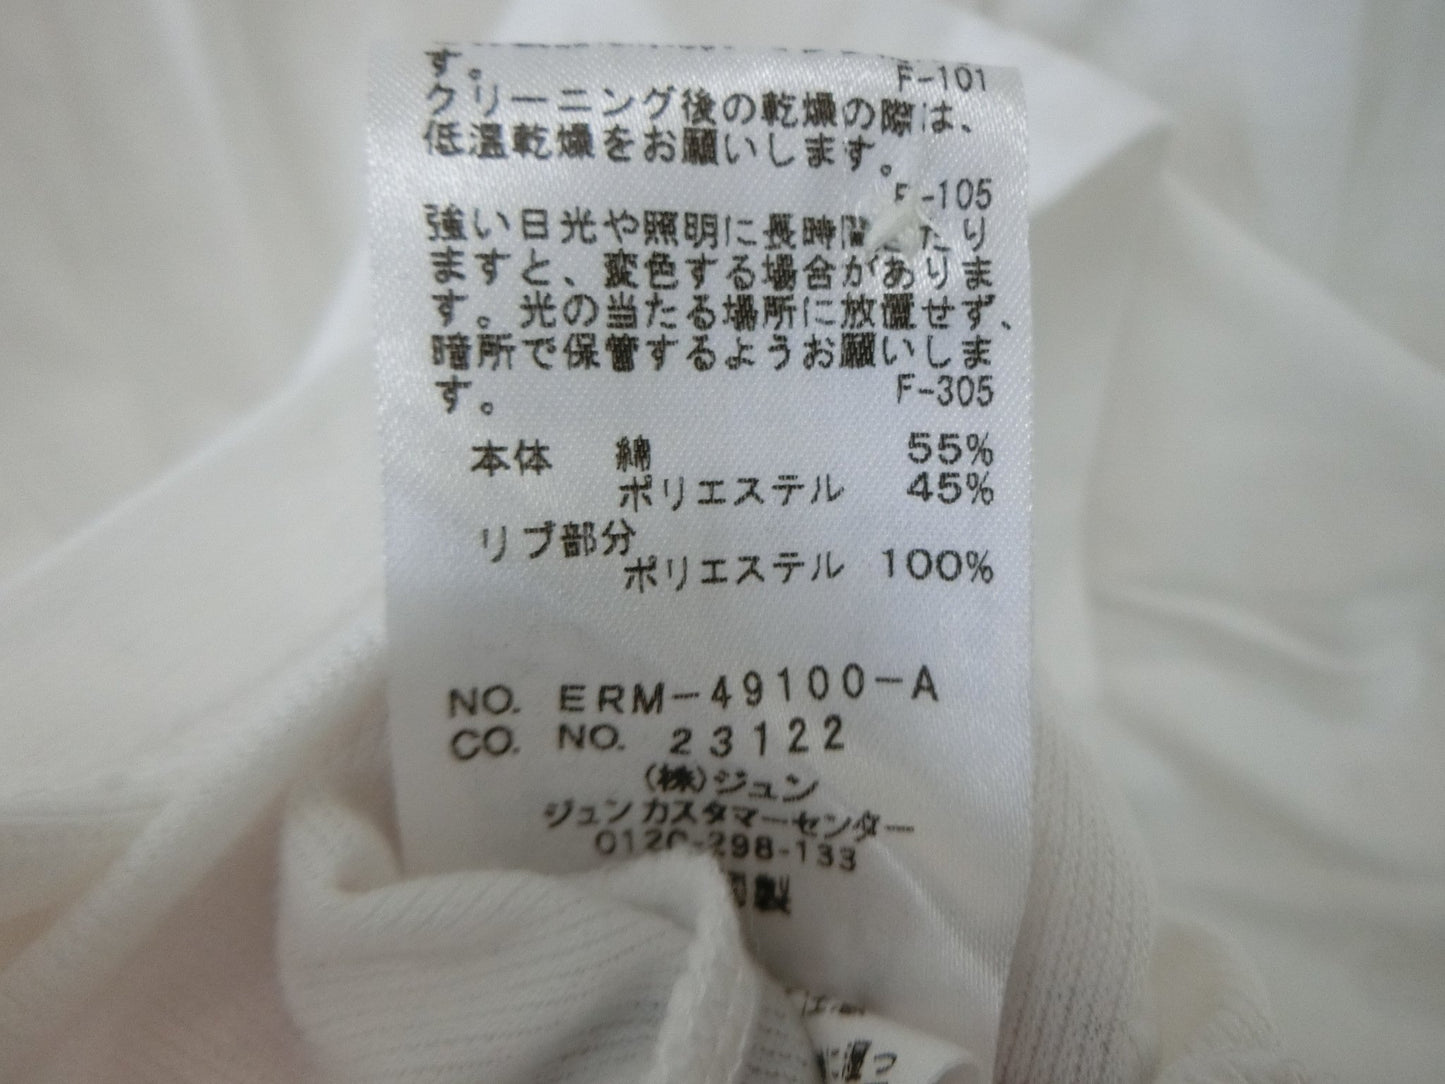 す。
F-101
クリーニング後の乾燥の際は、
低温乾燥をお願いします。
F-105
強い日光や照明に長時間 たり
ますと、変色する場合がありま
す。光の当たる場所に放置せず、
暗所で保管するようお願いしま
す。
F-305
本体 綿 55%
ポリエステル 45%
リブ部分
ポリエステル 100%
NO. ERM-49100-A
CO. NO. 23122
(株)ジュン
ジュンカスタマーセンター
0120-298-133
製